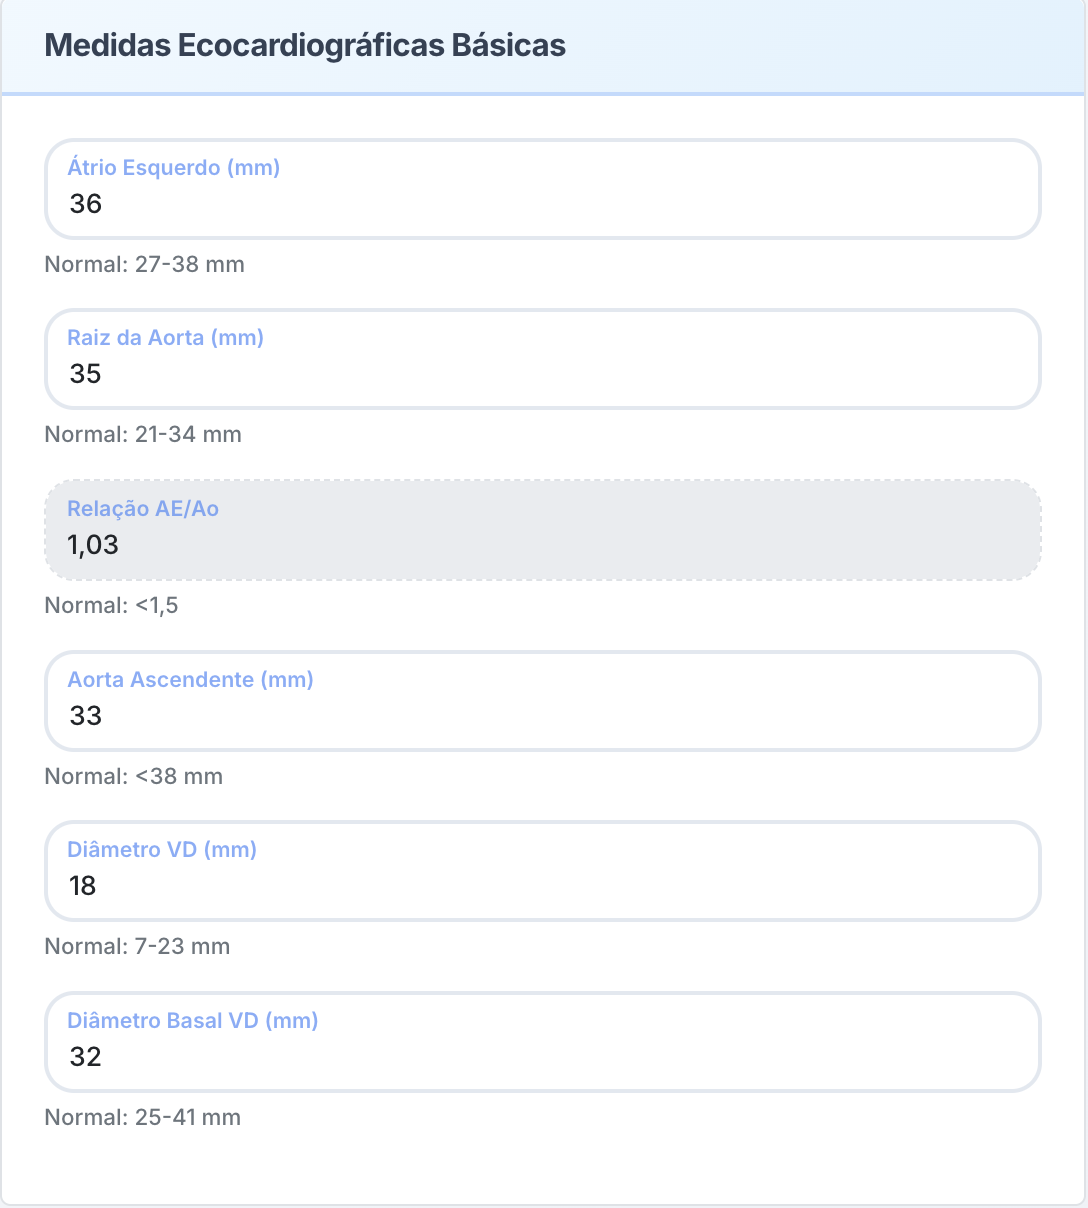 Medidas Ecocardiográficas Básicas
Átrio Esquerdo (mm)
36
Normal: 27-38 mm
Raiz da Aorta (mm)
35
Normal: 21-34 mm
Relação AE/Ao
1,03
Normal: <1,5
Aorta Ascendente (mm)
33
Normal: <38 mm
Diâmetro VD (mm)
18
Normal: 7-23 mm
Diâmetro Basal VD (mm)
32
Normal: 25-41 mm